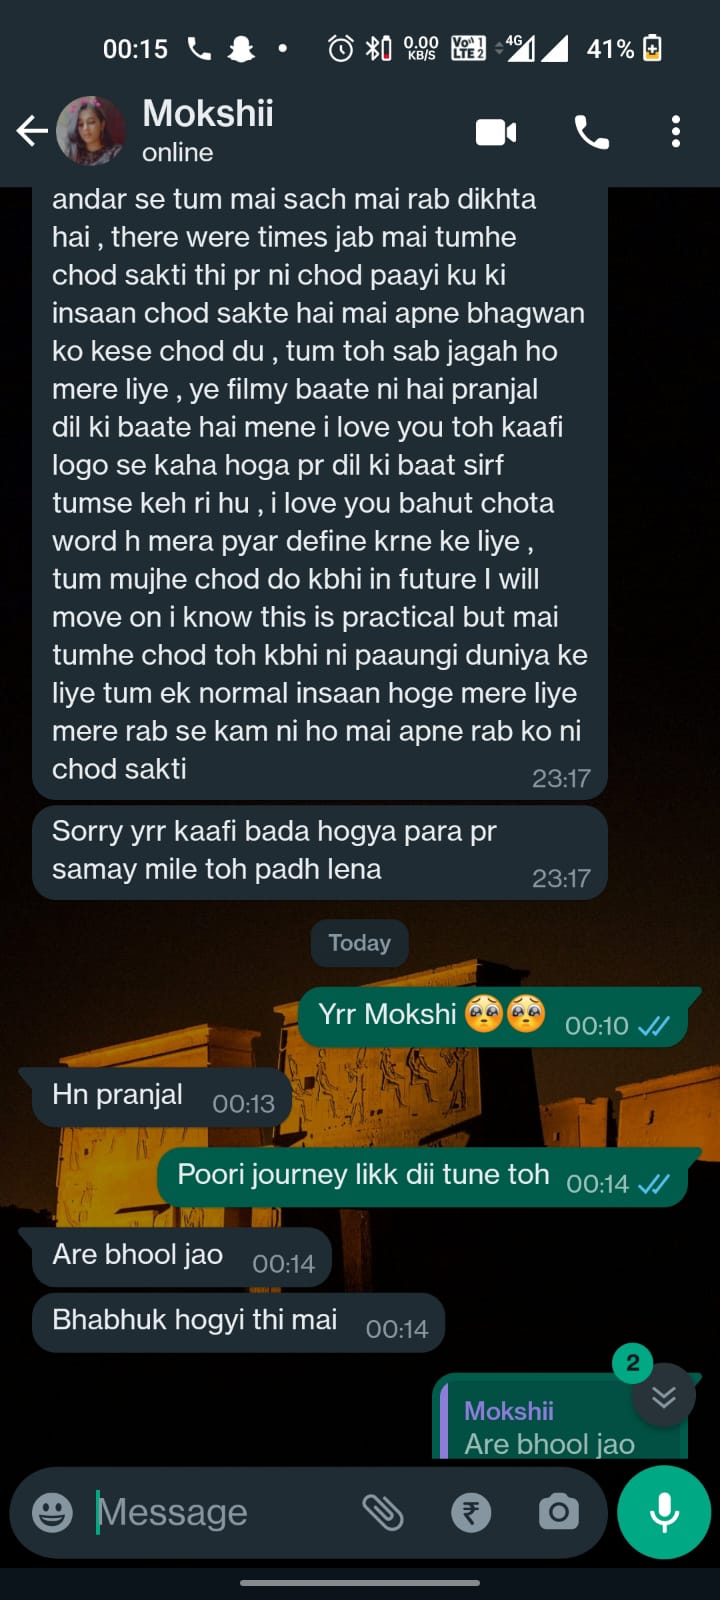 00:15
0.00
KB/S
Vo)) 1
LTE 2
4G
41%
Mokshii
online
andar se tum mai sach mai rab dikhta
hai , there were times jab mai tumhe
chod sakti thi pr ni chod paayi ku ki
insaan chod sakte hai mai apne bhagwan
ko kese chod du , tum toh sab jagah ho
mere liye , ye filmy baate ni hai pranjal
dil ki baate hai mene i love you toh kaafi
logo se kaha hoga pr dil ki baat sirf
tumse keh ri hu , i love you bahut chota
word h mera pyar define krne ke liye ,
tum mujhe chod do kbhi in future I will
move on i know this is practical but mai
tumhe chod toh kbhi ni paaungi duniya ke
liye tum ek normal insaan hoge mere liye
mere rab se kam ni ho mai apne rab ko ni
chod sakti
23:17
Sorry yrr kaafi bada hogya para pr
samay mile toh padh lena
23:17
Today
Yrr Mokshi 🥹🥹 00:10
Hn pranjal 00:13
Poori journey likk dii tune toh 00:14
Are bhool jao 00:14
Bhabhuk hogyi thi mai 00:14
2
Mokshii
Are bhool jao
Message
₹